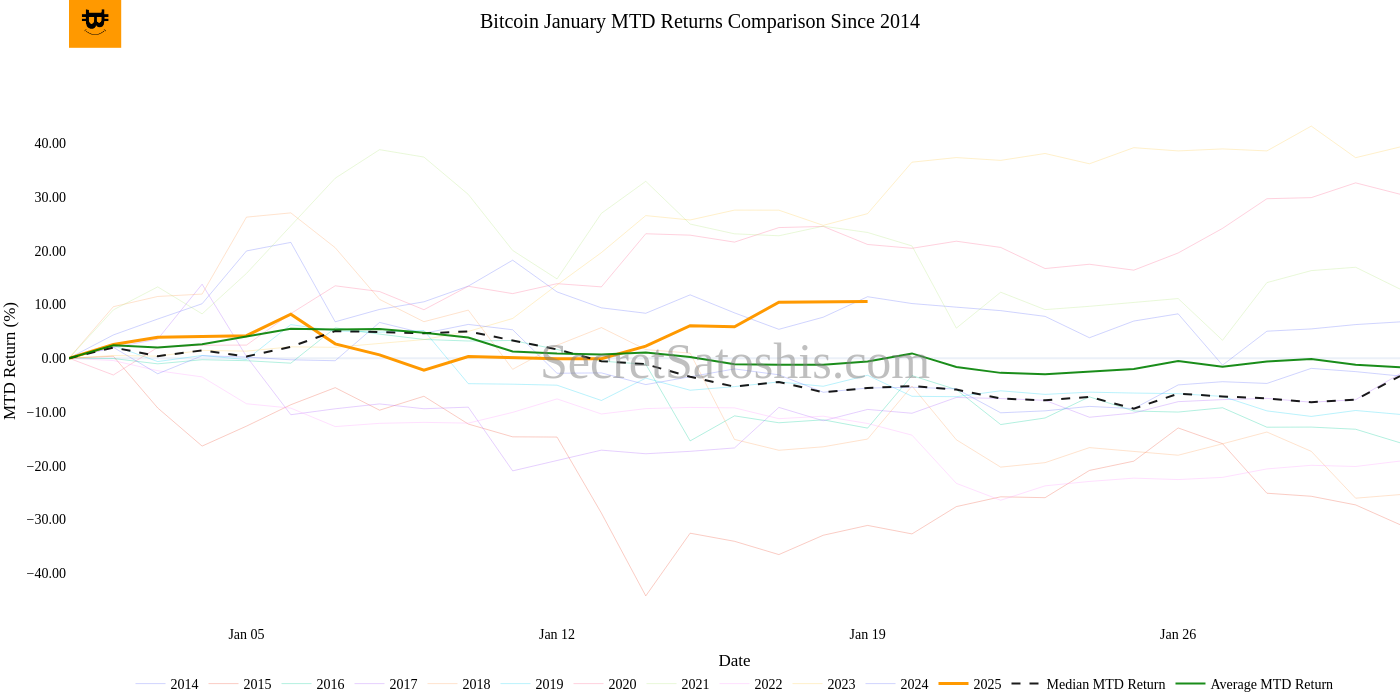 Bitcoin January MTD Returns Comparison Since 2014
MTD Return (%)
40.00
30.00
20.00
10.00
0.00
−10.00
−20.00
−30.00
−40.00
SecretSatoshis.com
Jan 05 Jan 12 Jan 19 Jan 26
Date
2014 2015 2016 2017 2018 2019 2020 2021 2022 2023 2024 2025 Median MTD Return Average MTD Return